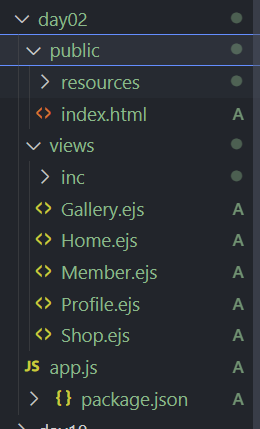 day02
public
resources
<> index.html A
views
inc
<> Gallery.ejs A
<> Home.ejs A
<> Member.ejs A
<> Profile.ejs A
<> Shop.ejs A
JS app.js A
{} package.json A